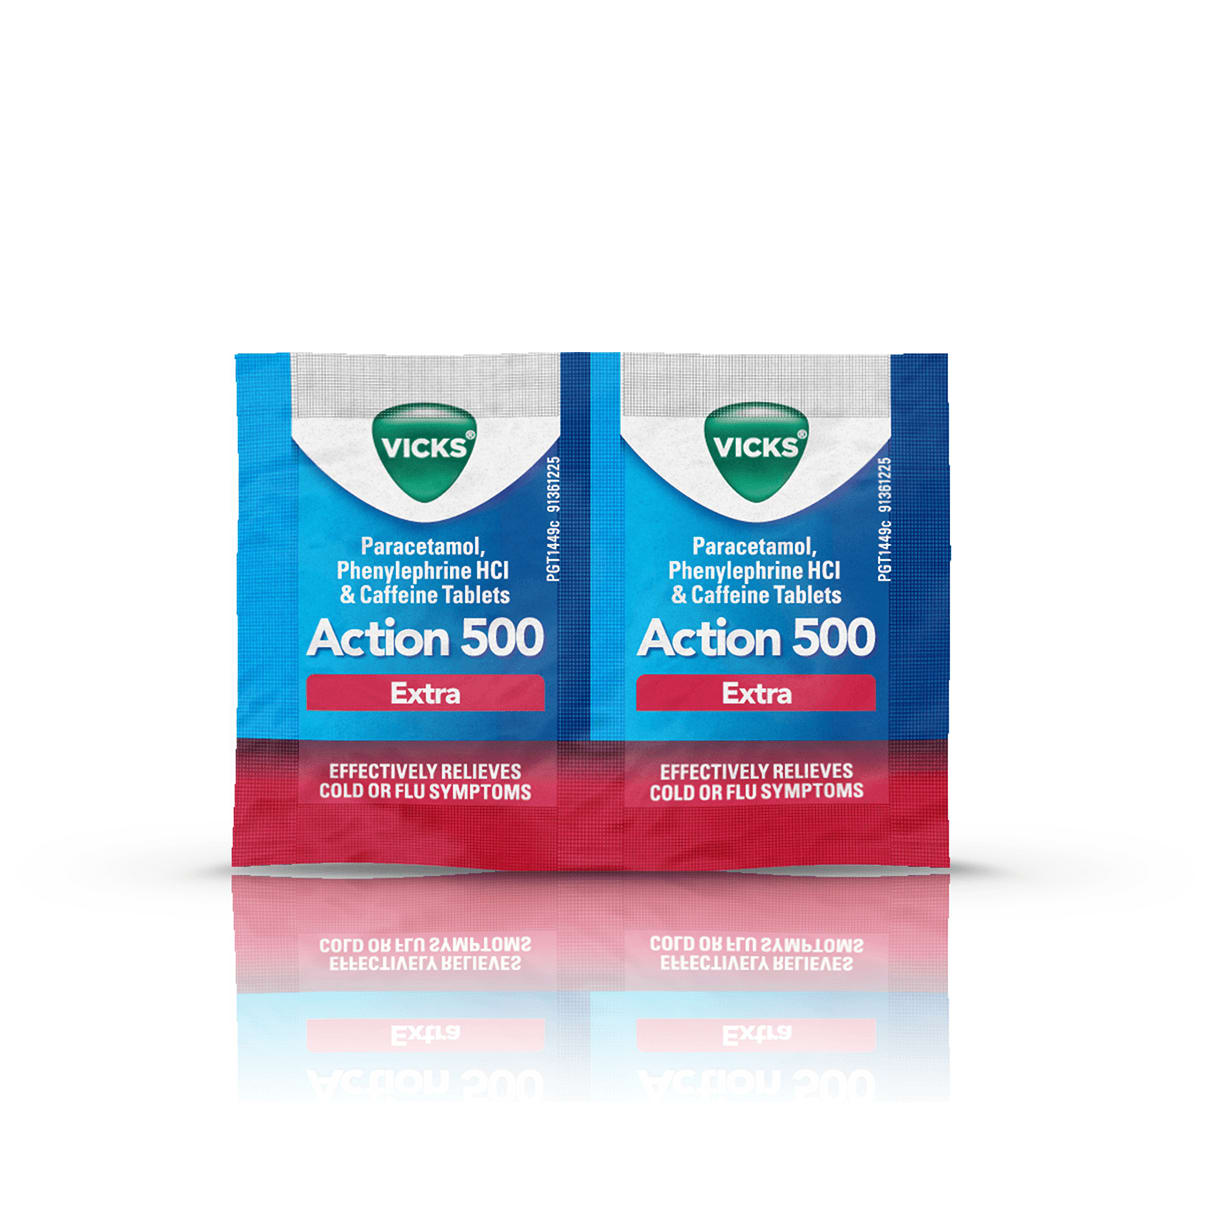 VICKS®
Paracetamol,
Phenylephrine HCl
& Caffeine Tablets
Action 500
Extra
EFFECTIVELY RELIEVES
COLD OR FLU SYMPTOMS
PGT1449c 91361225
VICKS®
Paracetamol,
Phenylephrine HCl
& Caffeine Tablets
Action 500
Extra
EFFECTIVELY RELIEVES
COLD OR FLU SYMPTOMS
PGT1449c 91361225